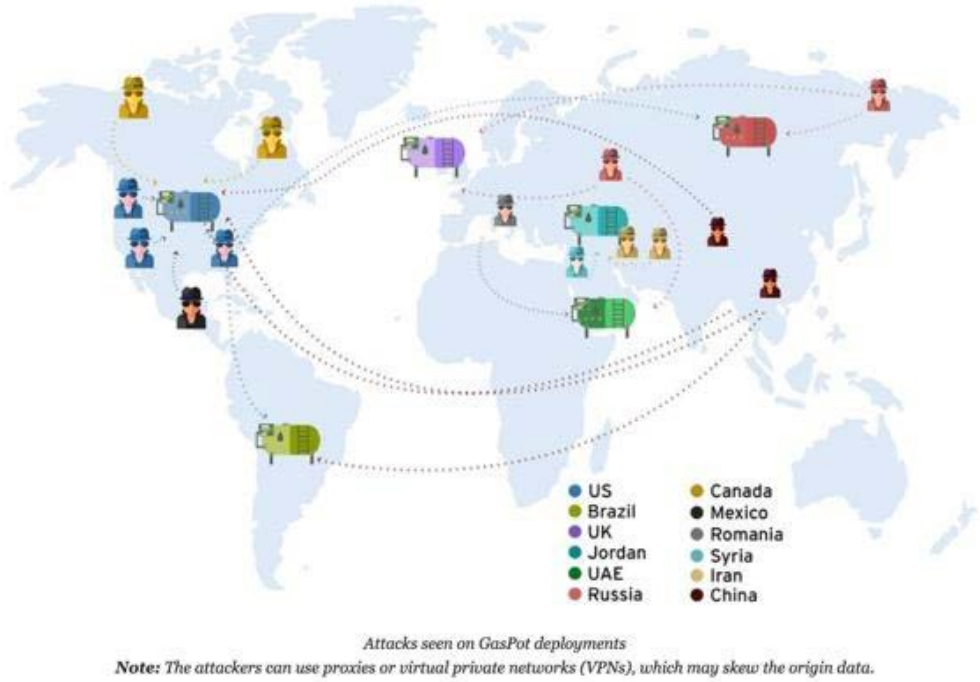 US
Brazil
UK
Jordan
UAE
Russia
Canada
Mexico
Romania
Syria
Iran
China
Attacks seen on GasPot deployments
Note: The attackers can use proxies or virtual private networks (VPNs), which may skew the origin data.